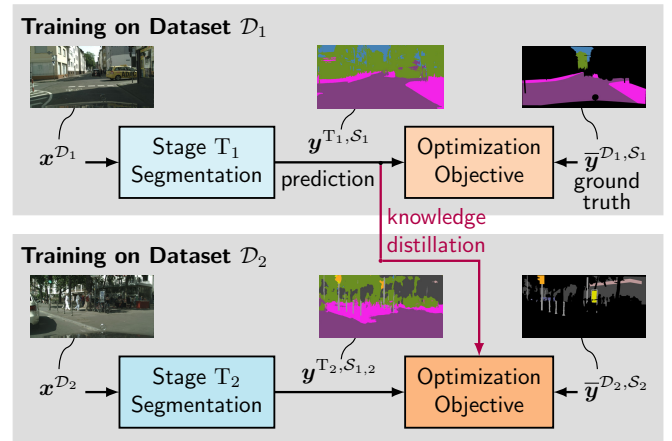 Training on Dataset 𝒟₁
𝒙^𝒟₁
Stage T₁
Segmentation
𝒚^T₁,𝒮₁
prediction
Optimization
Objective
𝒚̅^𝒟₁,𝒮₁
ground
truth
knowledge
distillation
Training on Dataset 𝒟₂
𝒙^𝒟₂
Stage T₂
Segmentation
𝒚^T₂,𝒮₁,₂
Optimization
Objective
𝒚̅^𝒟₂,𝒮₂